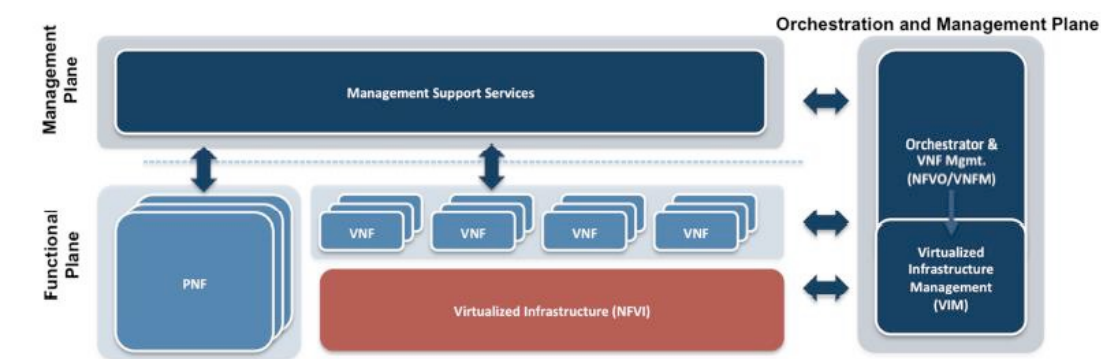 Orchestration and Management Plane
Management
Plane
Management Support Services
Orchestrator &
VNF Mgmt.
(NFVO/VNFM)
Functional
Plane
PNF
VNF
VNF
VNF
VNF
Virtualized Infrastructure (NFVI)
Virtualized
Infrastructure
Management
(VIM)